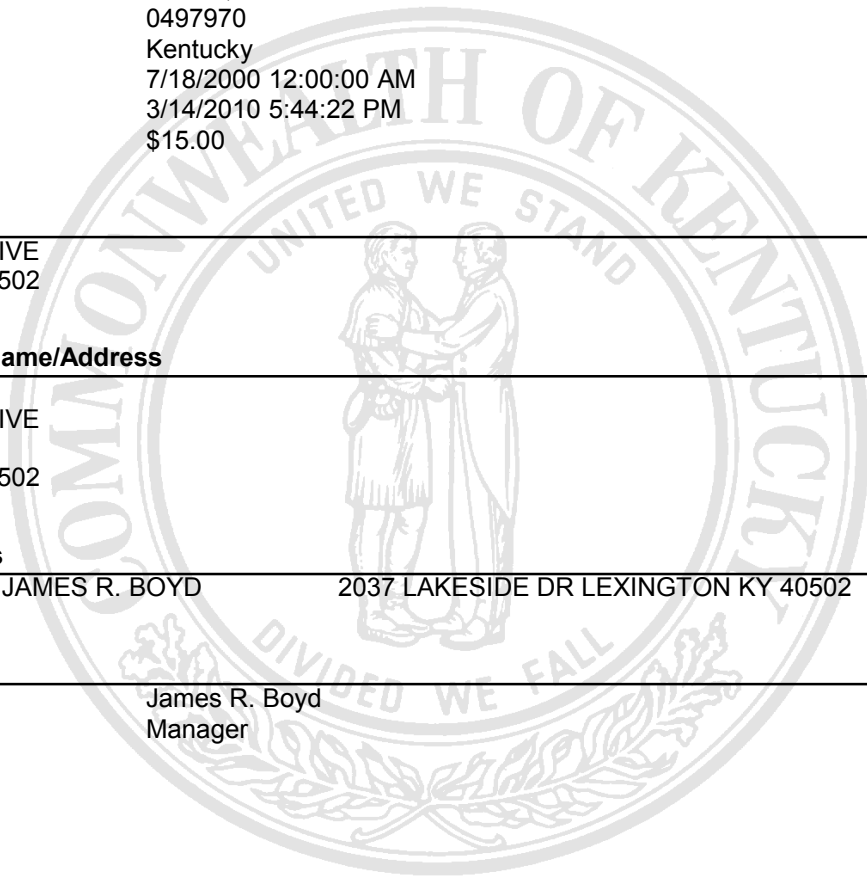 0497970
Kentucky
7/18/2000 12:00:00 AM
3/14/2010 5:44:22 PM
$15.00
COMMONWEALTH OF KENTUCKY
UNITED WE STAND
IVE
502
ame/Address
IVE
502
s
JAMES R. BOYD 2037 LAKESIDE DR LEXINGTON KY 40502
DIVIDED WE FALL
James R. Boyd
Manager